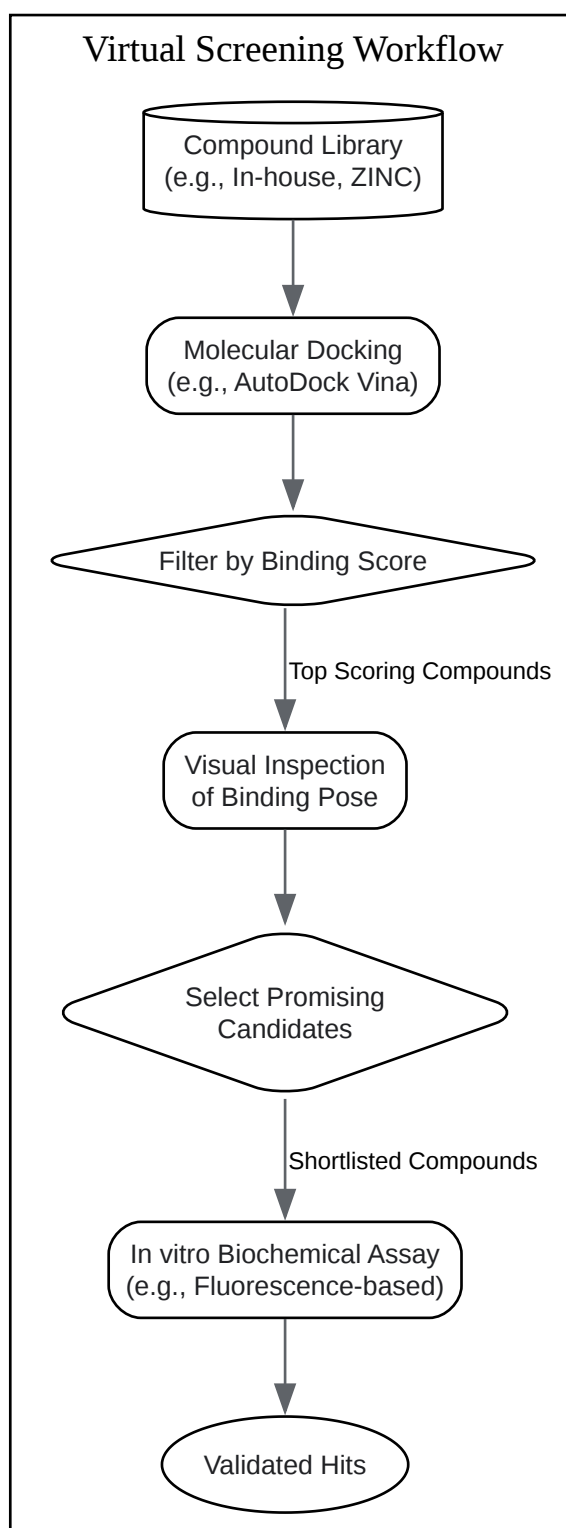 Virtual Screening Workflow
Compound Library
(e.g., In-house, ZINC)
Molecular Docking
(e.g., AutoDock Vina)
Filter by Binding Score
Top Scoring Compounds
Visual Inspection
of Binding Pose
Select Promising
Candidates
Shortlisted Compounds
In vitro Biochemical Assay
(e.g., Fluorescence-based)
Validated Hits